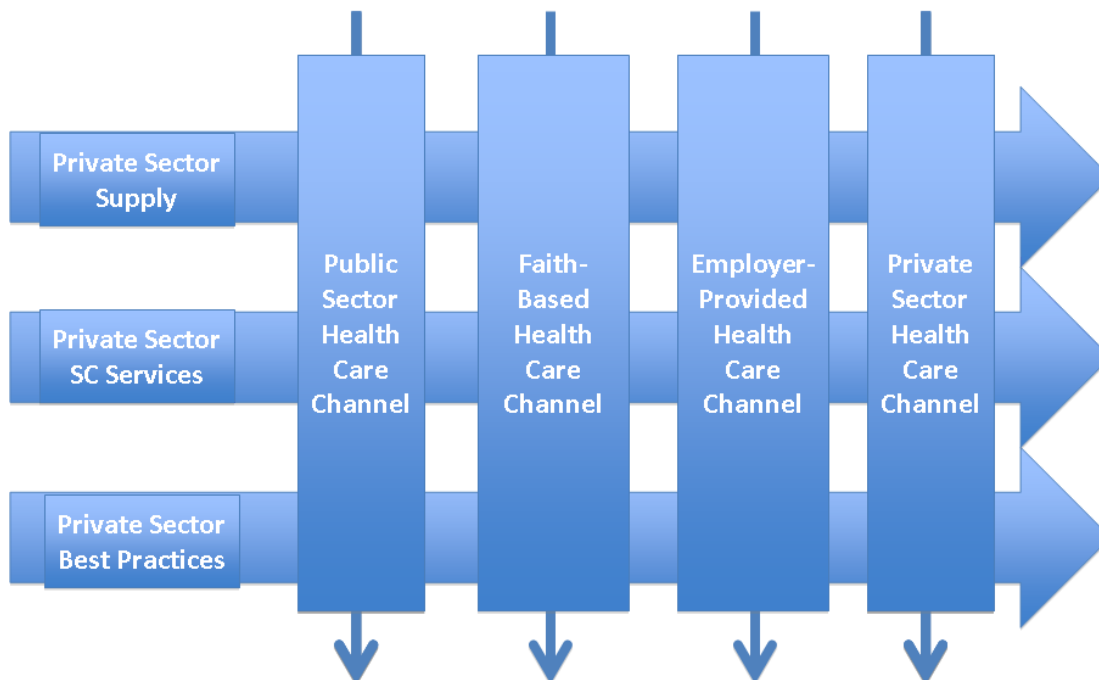 Private Sector
Supply
Private Sector
SC Services
Private Sector
Best Practices
Public
Sector
Health
Care
Channel
Faith-
Based
Health
Care
Channel
Employer-
Provided
Health
Care
Channel
Private
Sector
Health
Care
Channel